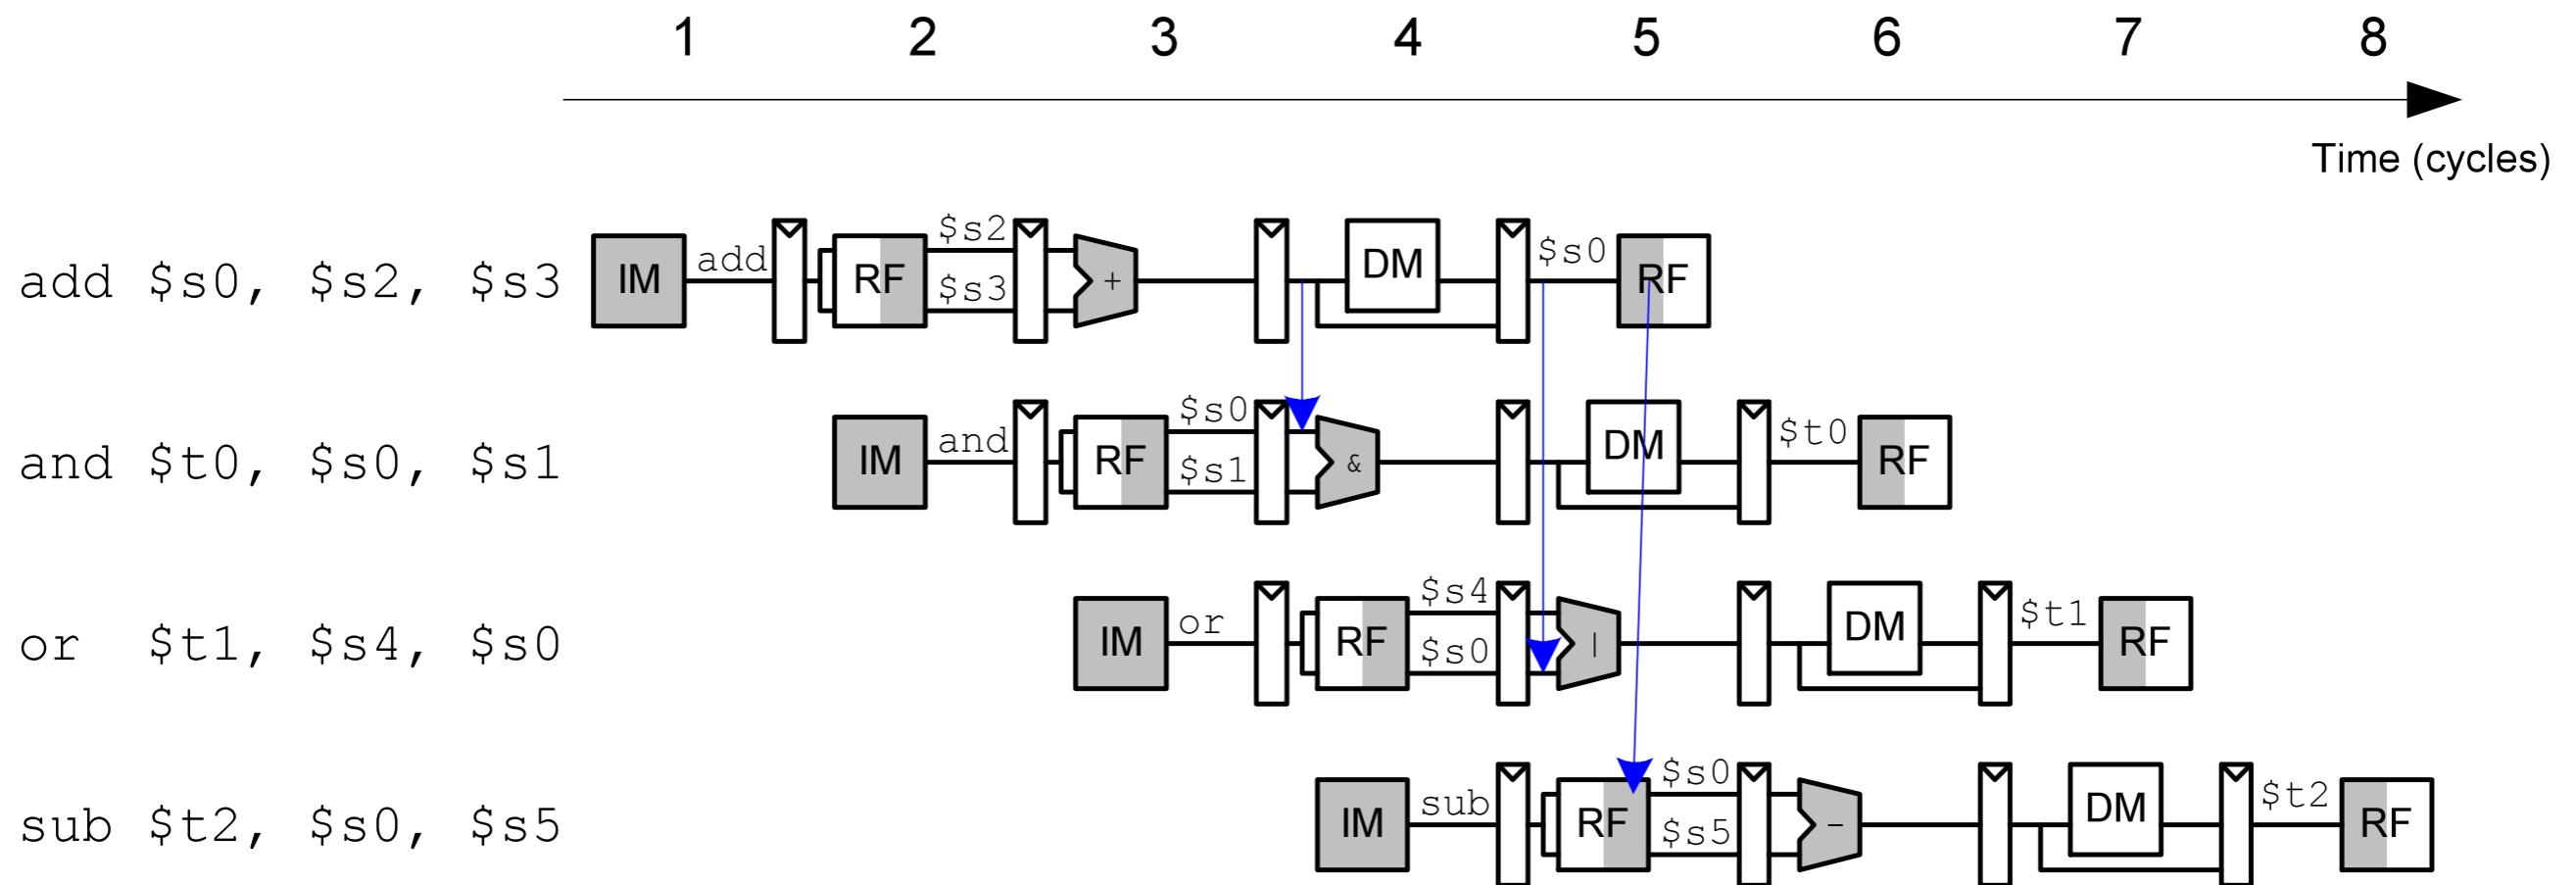 1 2 3 4 5 6 7 8
Time (cycles)
add $s0, $s2, $s3 IM add RF $s2 $s3 + DM $s0 RF
and $t0, $s0, $s1 IM and RF $s0 $s1 & DM $t0 RF
or $t1, $s4, $s0 IM or RF $s4 $s0 | DM $t1 RF
sub $t2, $s0, $s5 IM sub RF $s0 $s5 - DM $t2 RF